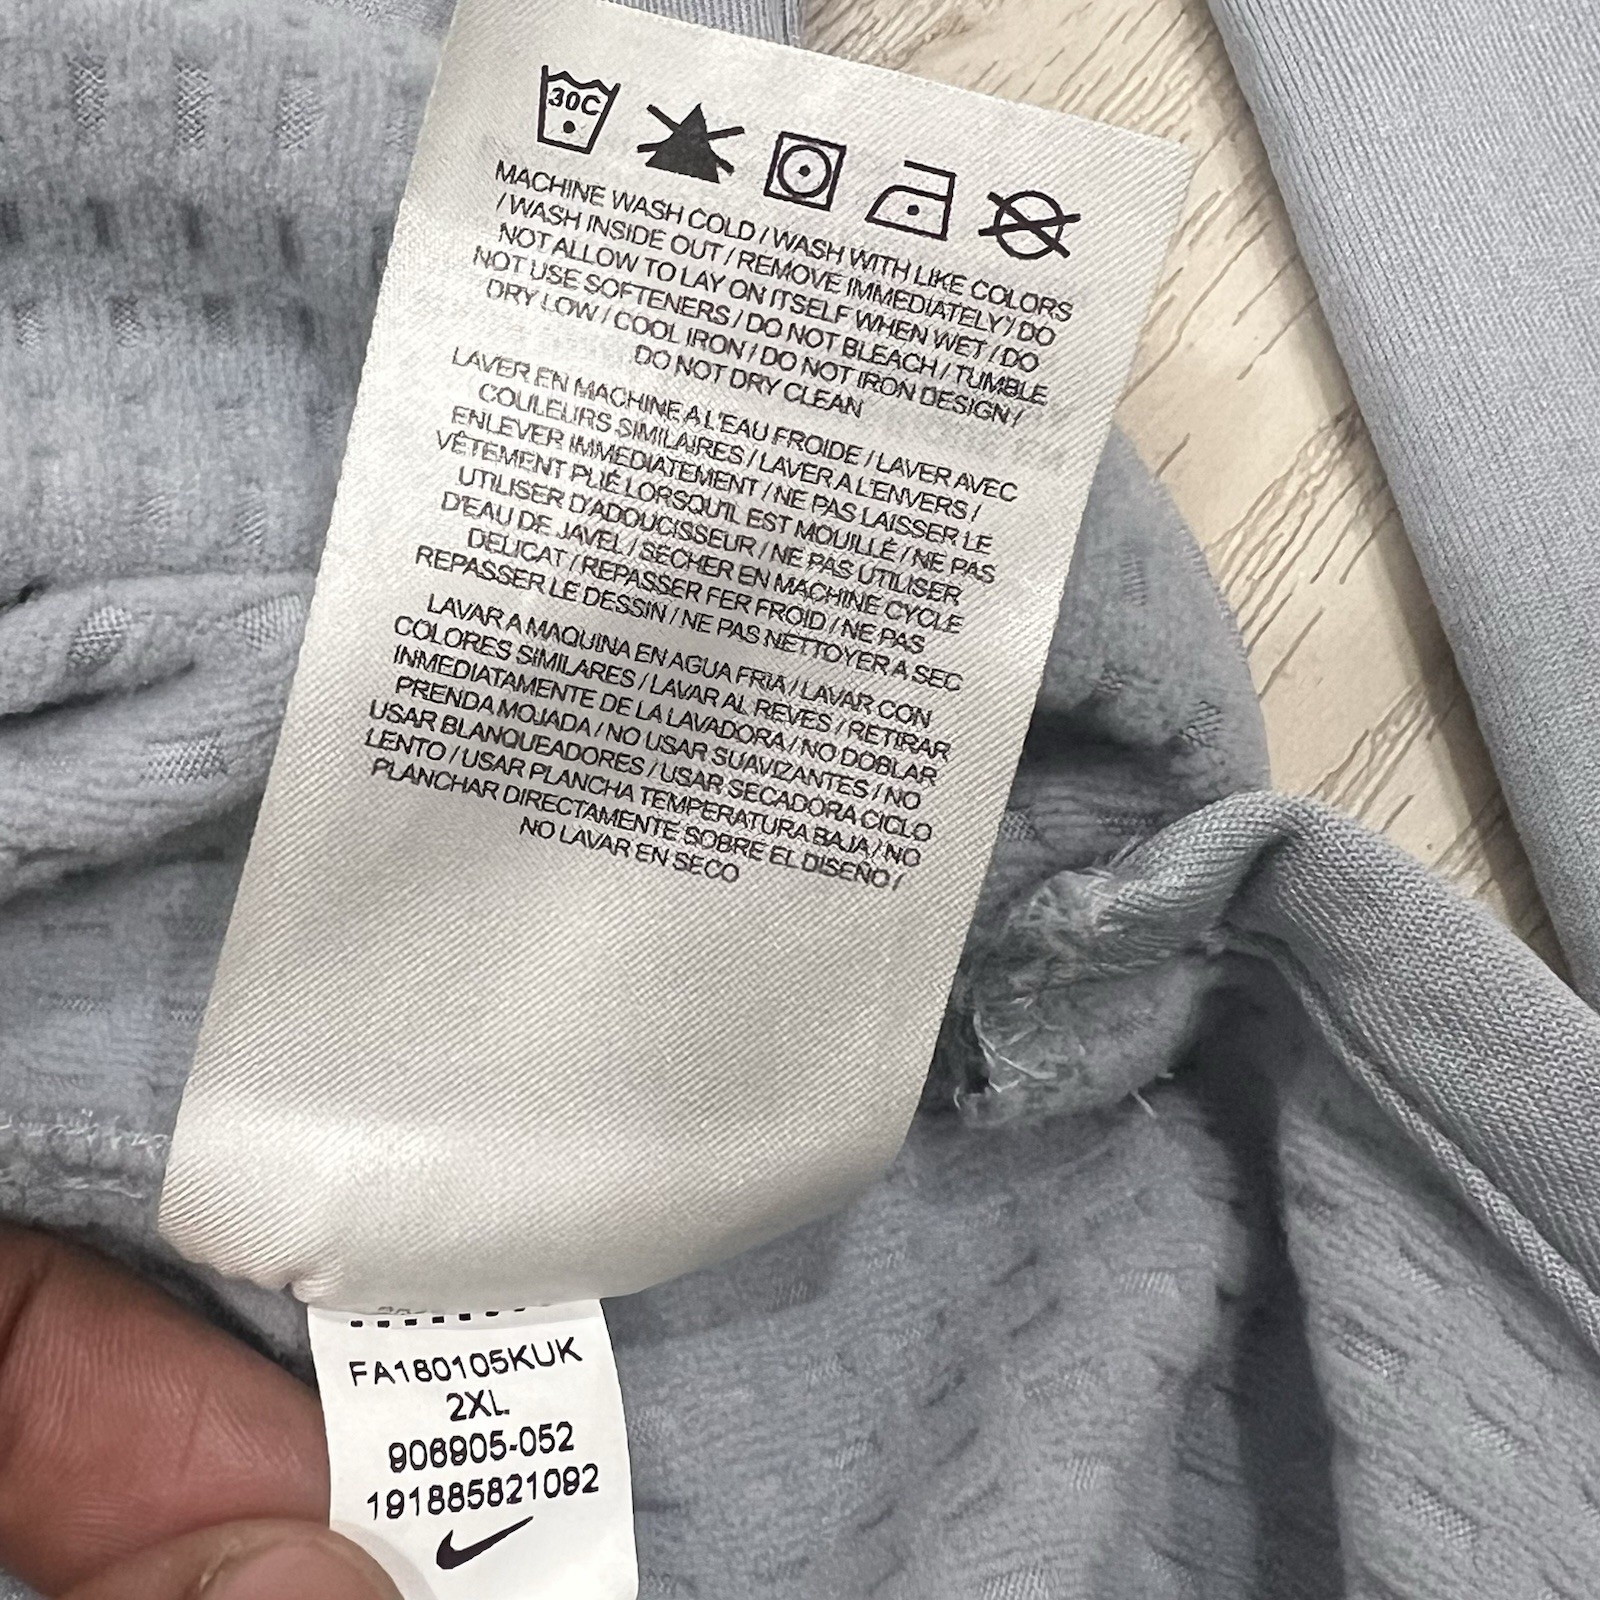 30C
MACHINE WASH COLD / WASH WITH LIKE COLORS
/ WASH INSIDE OUT / REMOVE IMMEDIATELY / DO
NOT ALLOW TO LAY ON ITSELF WHEN WET / DO
NOT USE SOFTENERS / DO NOT BLEACH / TUMBLE
DRY LOW / COOL IRON / DO NOT IRON DESIGN /
DO NOT DRY CLEAN
LAVER EN MACHINE A L'EAU FROIDE / LAVER AVEC
COULEURS SIMILAIRES / LAVER A L'ENVERS /
ENLEVER IMMEDIATEMENT / NE PAS LAISSER LE
VÊTEMENT PLIÉ LORSQU'IL EST MOUILLÉ / NE PAS
UTILISER D'ADOUCISSEUR / NE PAS UTILISER
D'EAU DE JAVEL / SECHER EN MACHINE CYCLE
DELICAT / REPASSER FER FROID / NE PAS
REPASSER LE DESSIN / NE PAS NETTOYER A SEC
LAVAR A MAQUINA EN AGUA FRIA / LAVAR CON
COLORES SIMILARES / LAVAR AL REVES / RETIRAR
INMEDIATAMENTE DE LA LAVADORA / NO DOBLAR
PRENDA MOJADA / NO USAR SUAVIZANTES / NO
USAR BLANQUEADORES / USAR SECADORA CICLO
LENTO / USAR PLANCHA TEMPERATURA BAJA / NO
PLANCHAR DIRECTAMENTE SOBRE EL DISEÑO /
NO LAVAR EN SECO
FA180105KUK
2XL
906905-052
191885821092